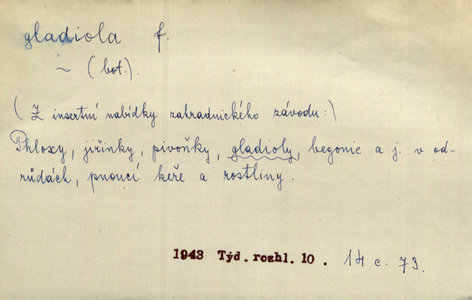 gladiola f.
~ (bot.)
(Z insertní nabídky zahradnického závodu:)
Phloxy, jiřinky, pivoňky, gladioly, begonie a j. v od-
růdách, pnoucí keře a rostliny.
1943 Týd. rozhl. 10. 14 c. 73.